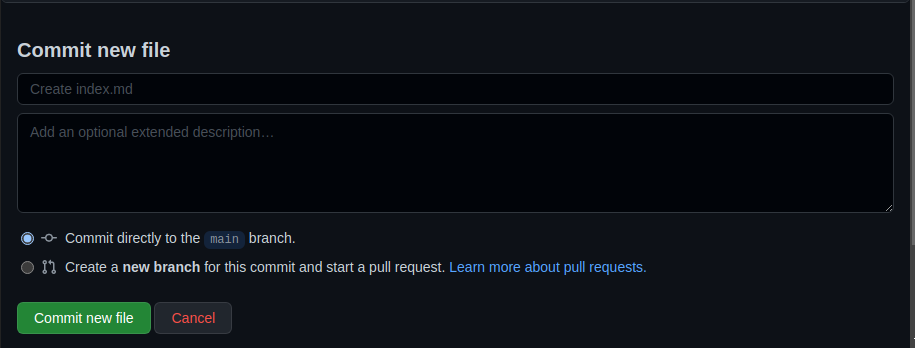 Commit new file
Create index.md
Add an optional extended description…
Commit directly to the main branch.
Create a new branch for this commit and start a pull request. Learn more about pull requests.
Commit new file Cancel